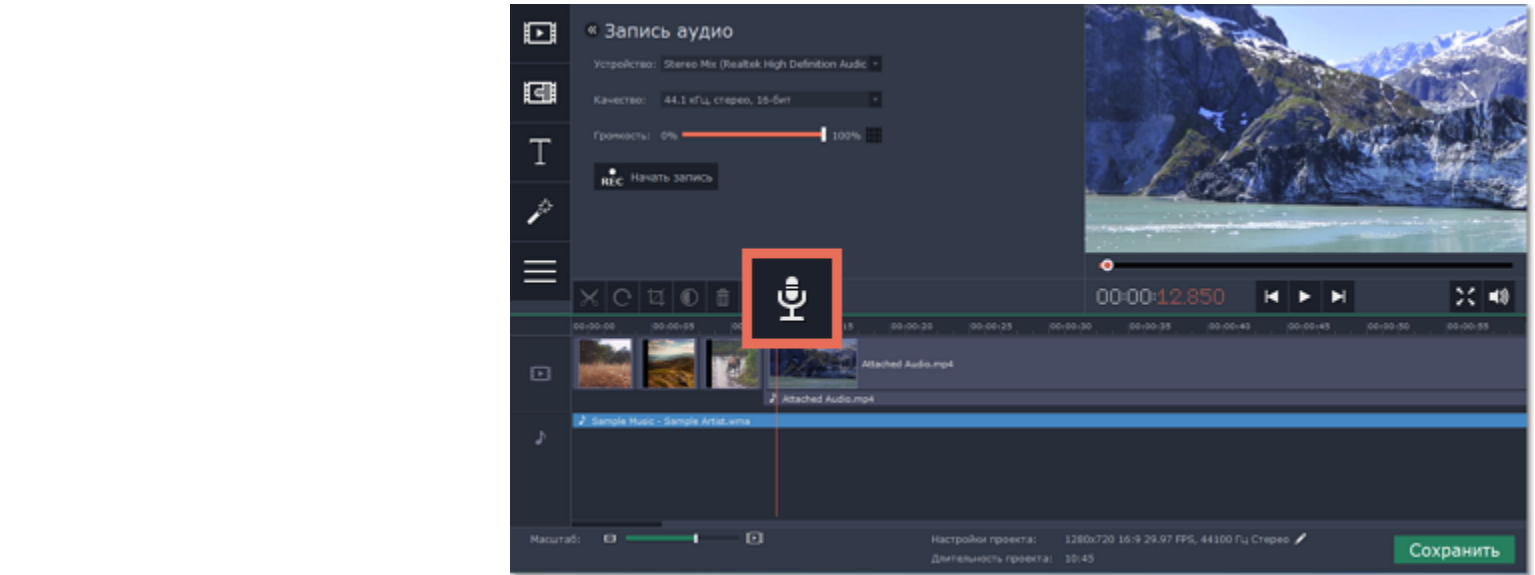 Запись аудио
Устройство: Stereo Mix (Realtek High Definition Audic
Качество: 44.1 кГц, стерео, 16-бит
Громкость: 0% 100%
REC Начать запись
T
00:00:12.850
00:00:00 00:00:05 00 15 00:00:20 00:00:25 00:00:30 00:00:35 00:00:40 00:00:45 00:00:50 00:00:55
Attached Audio.mp4
Attached Audio.mp4
Sample Music - Sample Artist.wma
Масштаб:
Настройки проекта: 1280x720 16:9 29.97 FPS, 44100 Гц Стерео
Длительность проекта: 10:45
Сохранить